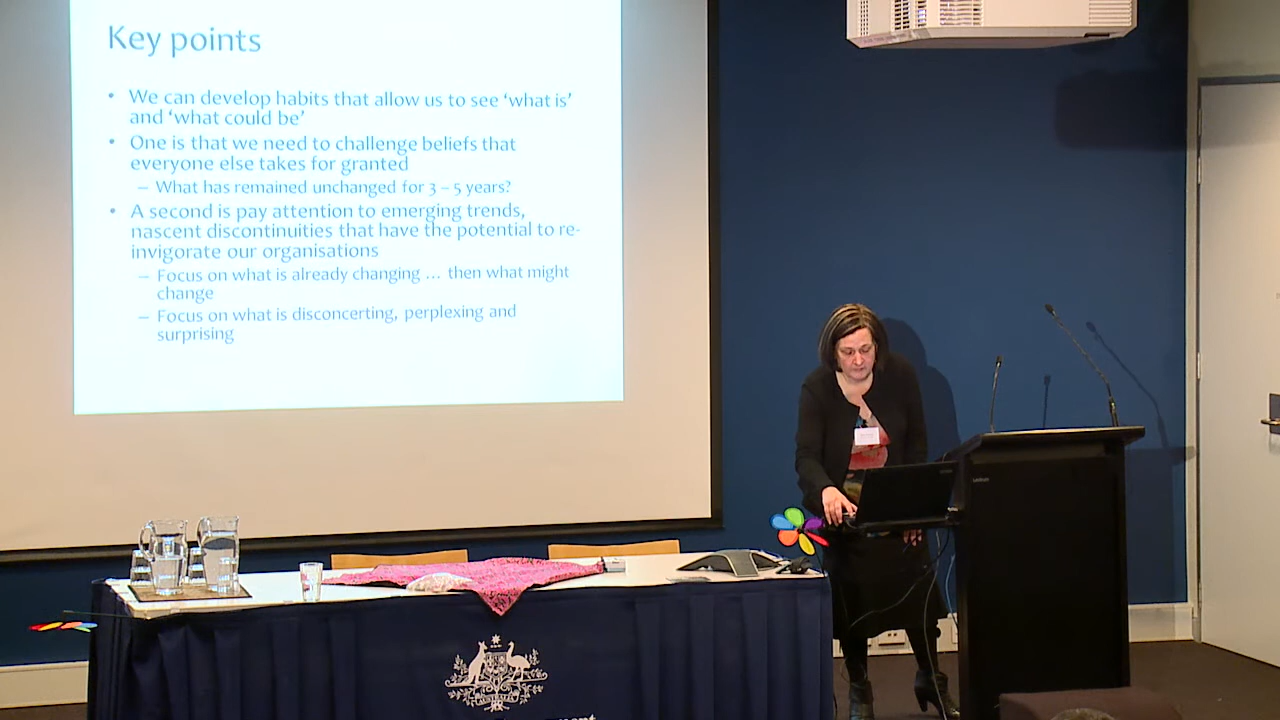 Key points
• We can develop habits that allow us to see ‘what is’
and ‘what could be’
• One is that we need to challenge beliefs that
everyone else takes for granted
– What has remained unchanged for 3 – 5 years?
• A second is pay attention to emerging trends,
nascent discontinuities that have the potential to re-
invigorate our organisations
– Focus on what is already changing … then what might
change
– Focus on what is disconcerting, perplexing and
surprising
AUSTRALIA